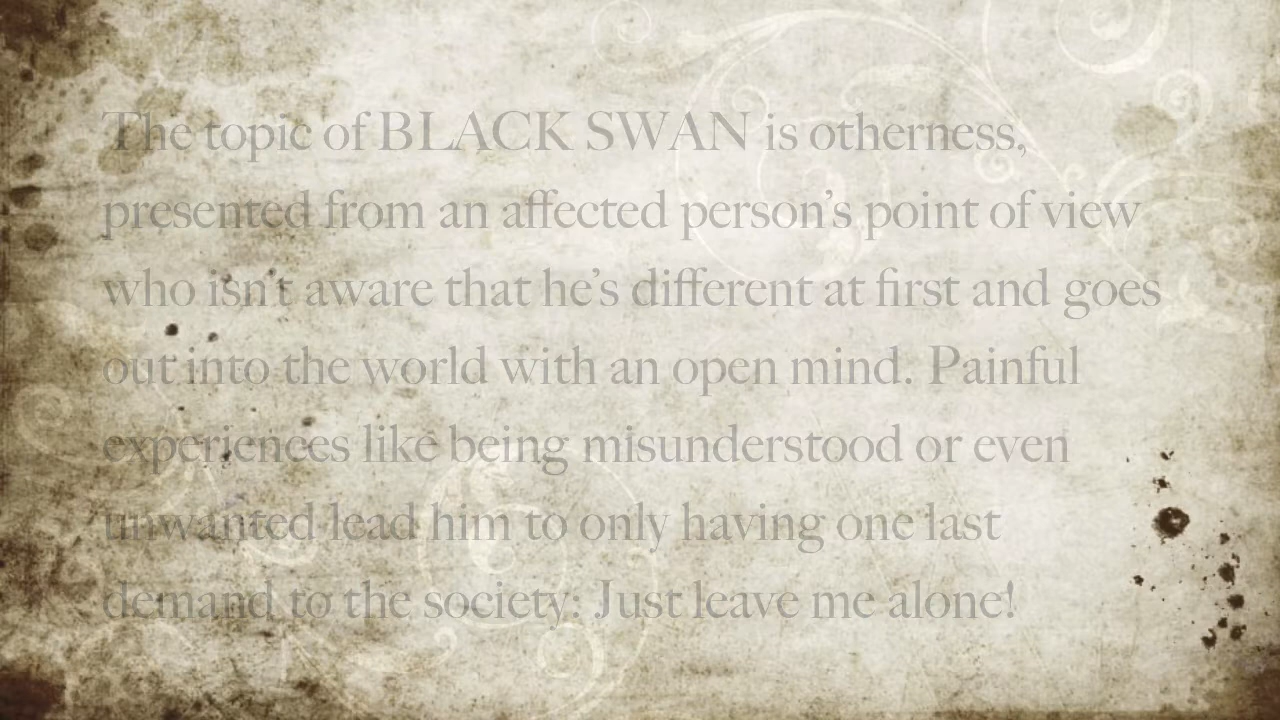 The topic of BLACK SWAN is otherness,
presented from an affected person’s point of view
who isn’t aware that he’s different at first and goes
out into the world with an open mind. Painful
experiences like being misunderstood or even
unwanted lead him to only having one last
demand to the society: Just leave me alone!